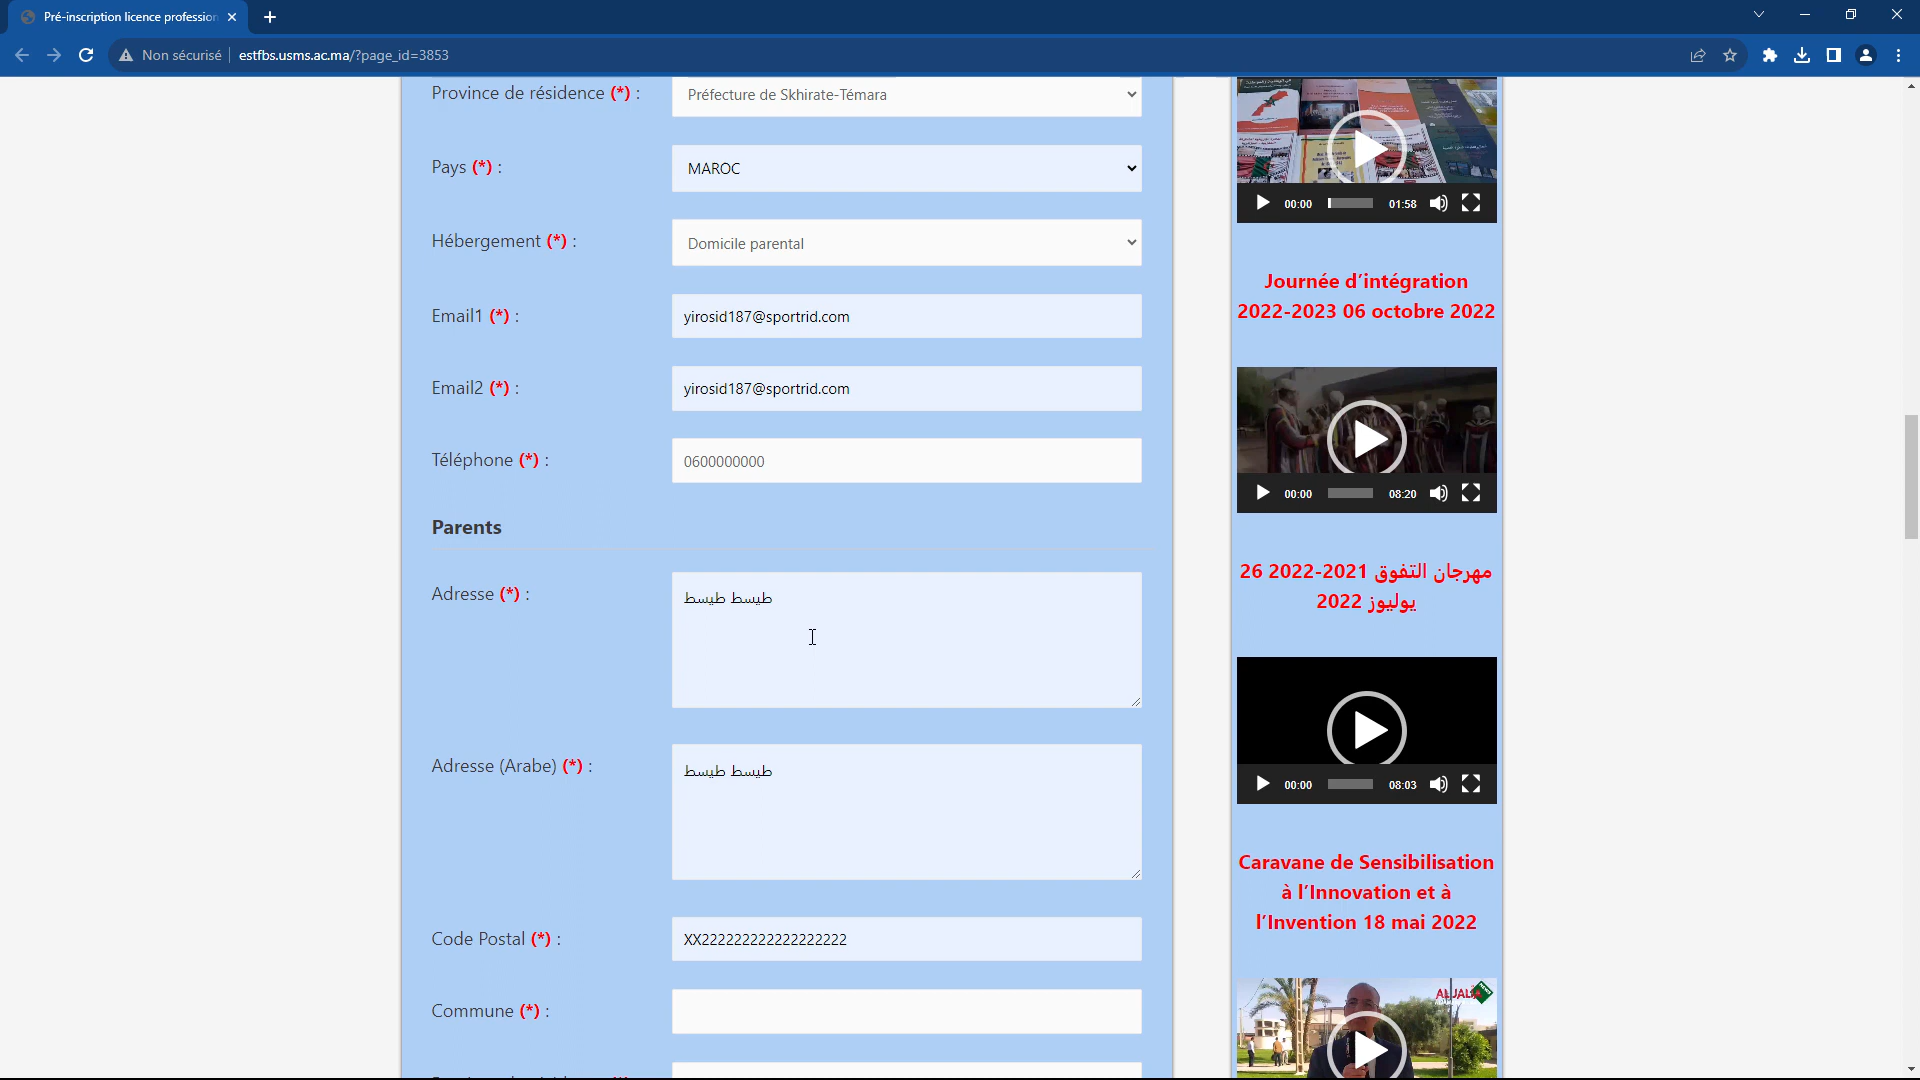 Pré-inscription licence profession
Non sécurisé
estfbs.usms.ac.ma/?page_id=3853
Province de résidence (*) :
Préfecture de Skhirate-Témara
Pays (*) :
MAROC
Hébergement (*) :
Domicile parental
Email1 (*) :
yirosid187@sportrid.com
Email2 (*) :
yirosid187@sportrid.com
Téléphone (*) :
0600000000
Parents
Adresse (*) :
طيسط طيسط
Adresse (Arabe) (*) :
طيسط طيسط
Code Postal (*) :
XX222222222222222222
Commune (*) :
00:00
01:58
Journée d'intégration
2022-2023 06 octobre 2022
00:00
08:20
مهرجان التفوق 2021-2022 26
يوليوز 2022
00:00
08:03
Caravane de Sensibilisation
à l'Innovation et à
l'Invention 18 mai 2022